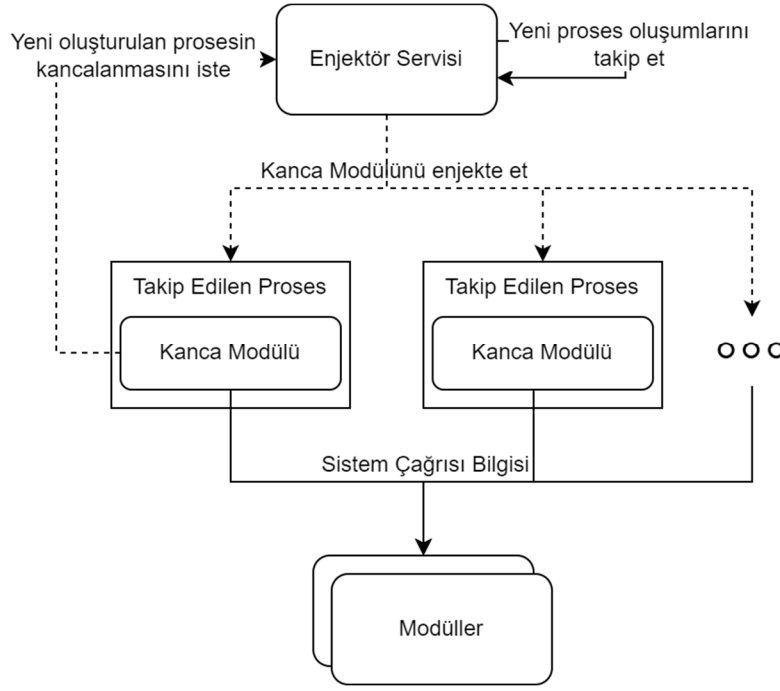 Yeni oluşturulan prosesin
kancalanmasını iste
Enjektör Servisi
Yeni proses oluşumlarını
takip et
Kanca Modülünü enjekte et
Takip Edilen Proses
Kanca Modülü
Takip Edilen Proses
Kanca Modülü
Sistem Çağrısı Bilgisi
Modüller